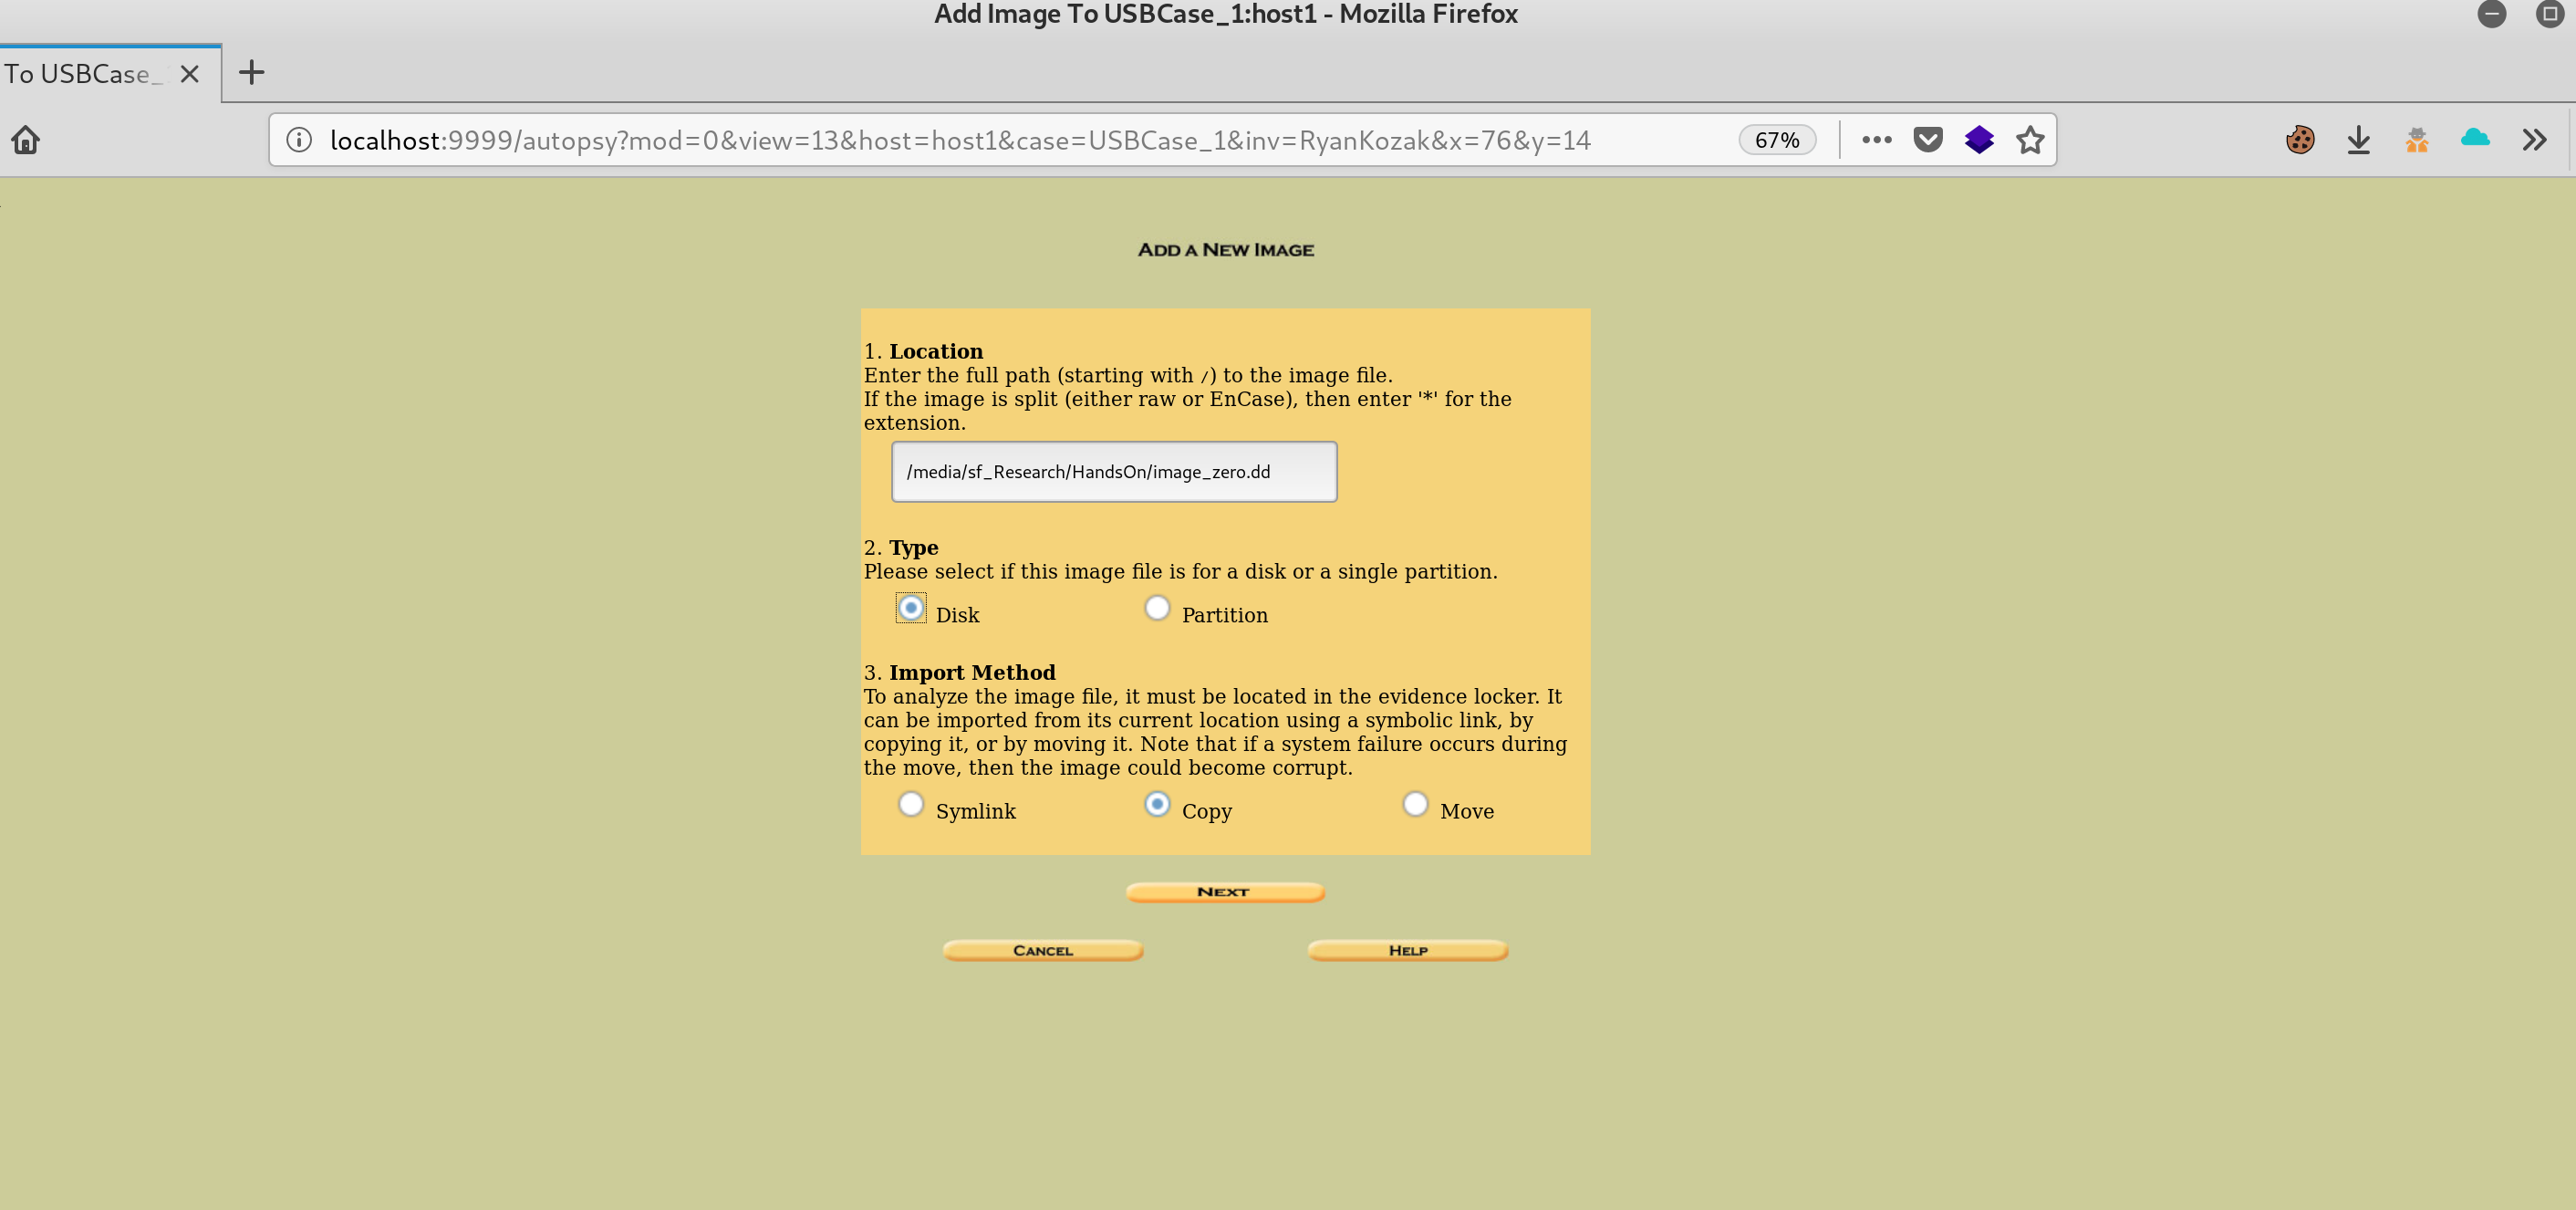 Add Image To USBCase_1:host1 - Mozilla Firefox
To USBCase_
localhost:9999/autopsy?mod=0&view=13&host=host1&case=USBCase_1&inv=RyanKozak&x=76&y=14
67%
ADD A NEW IMAGE
1. Location
Enter the full path (starting with /) to the image file.
If the image is split (either raw or EnCase), then enter '*' for the
extension.
/media/sf_Research/HandsOn/image_zero.dd
2. Type
Please select if this image file is for a disk or a single partition.
Disk Partition
3. Import Method
To analyze the image file, it must be located in the evidence locker. It
can be imported from its current location using a symbolic link, by
copying it, or by moving it. Note that if a system failure occurs during
the move, then the image could become corrupt.
Symlink Copy Move
NEXT
CANCEL HELP